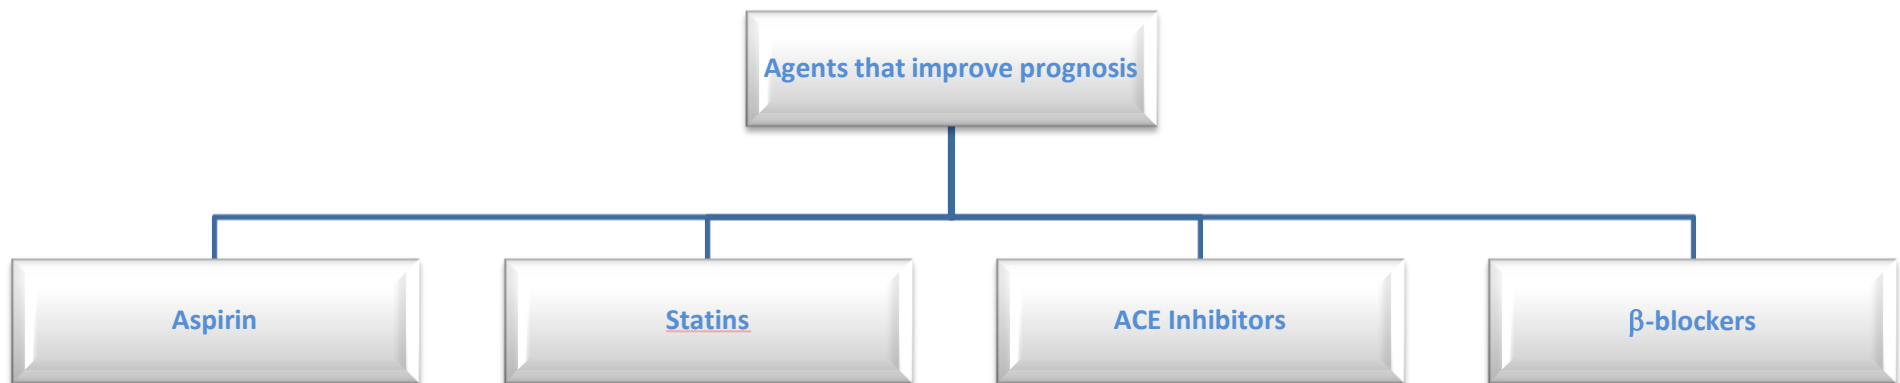 Agents that improve prognosis
Aspirin
Statins
ACE Inhibitors
β-blockers